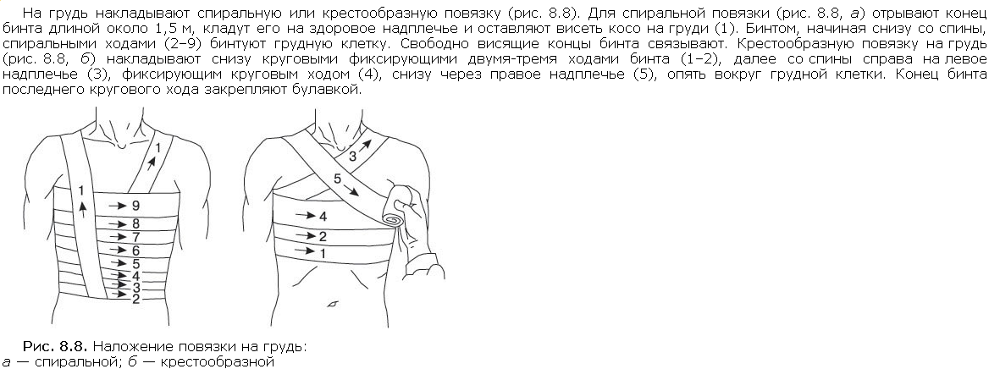 На грудь накладывают спиральную или крестообразную повязку (рис. 8.8). Для спиральной повязки (рис. 8.8, а) отрывают конец
бинта длиной около 1,5 м, кладут его на здоровое надплечье и оставляют висеть косо на груди (1). Бинтом, начиная снизу со спины,
спиральными ходами (2–9) бинтуют грудную клетку. Свободно висящие концы бинта связывают. Крестообразную повязку на грудь
(рис. 8.8, б) накладывают снизу круговыми фиксирующими двумя-тремя ходами бинта (1–2), далее со спины справа на левое
надплечье (3), фиксирующим круговым ходом (4), снизу через правое надплечье (5), опять вокруг грудной клетки. Конец бинта
последнего кругового хода закрепляют булавкой.
1
1
9
8
7
6
5
4
3
2
3
5
4
2
1
Рис. 8.8. Наложение повязки на грудь:
а — спиральной; б — крестообразной